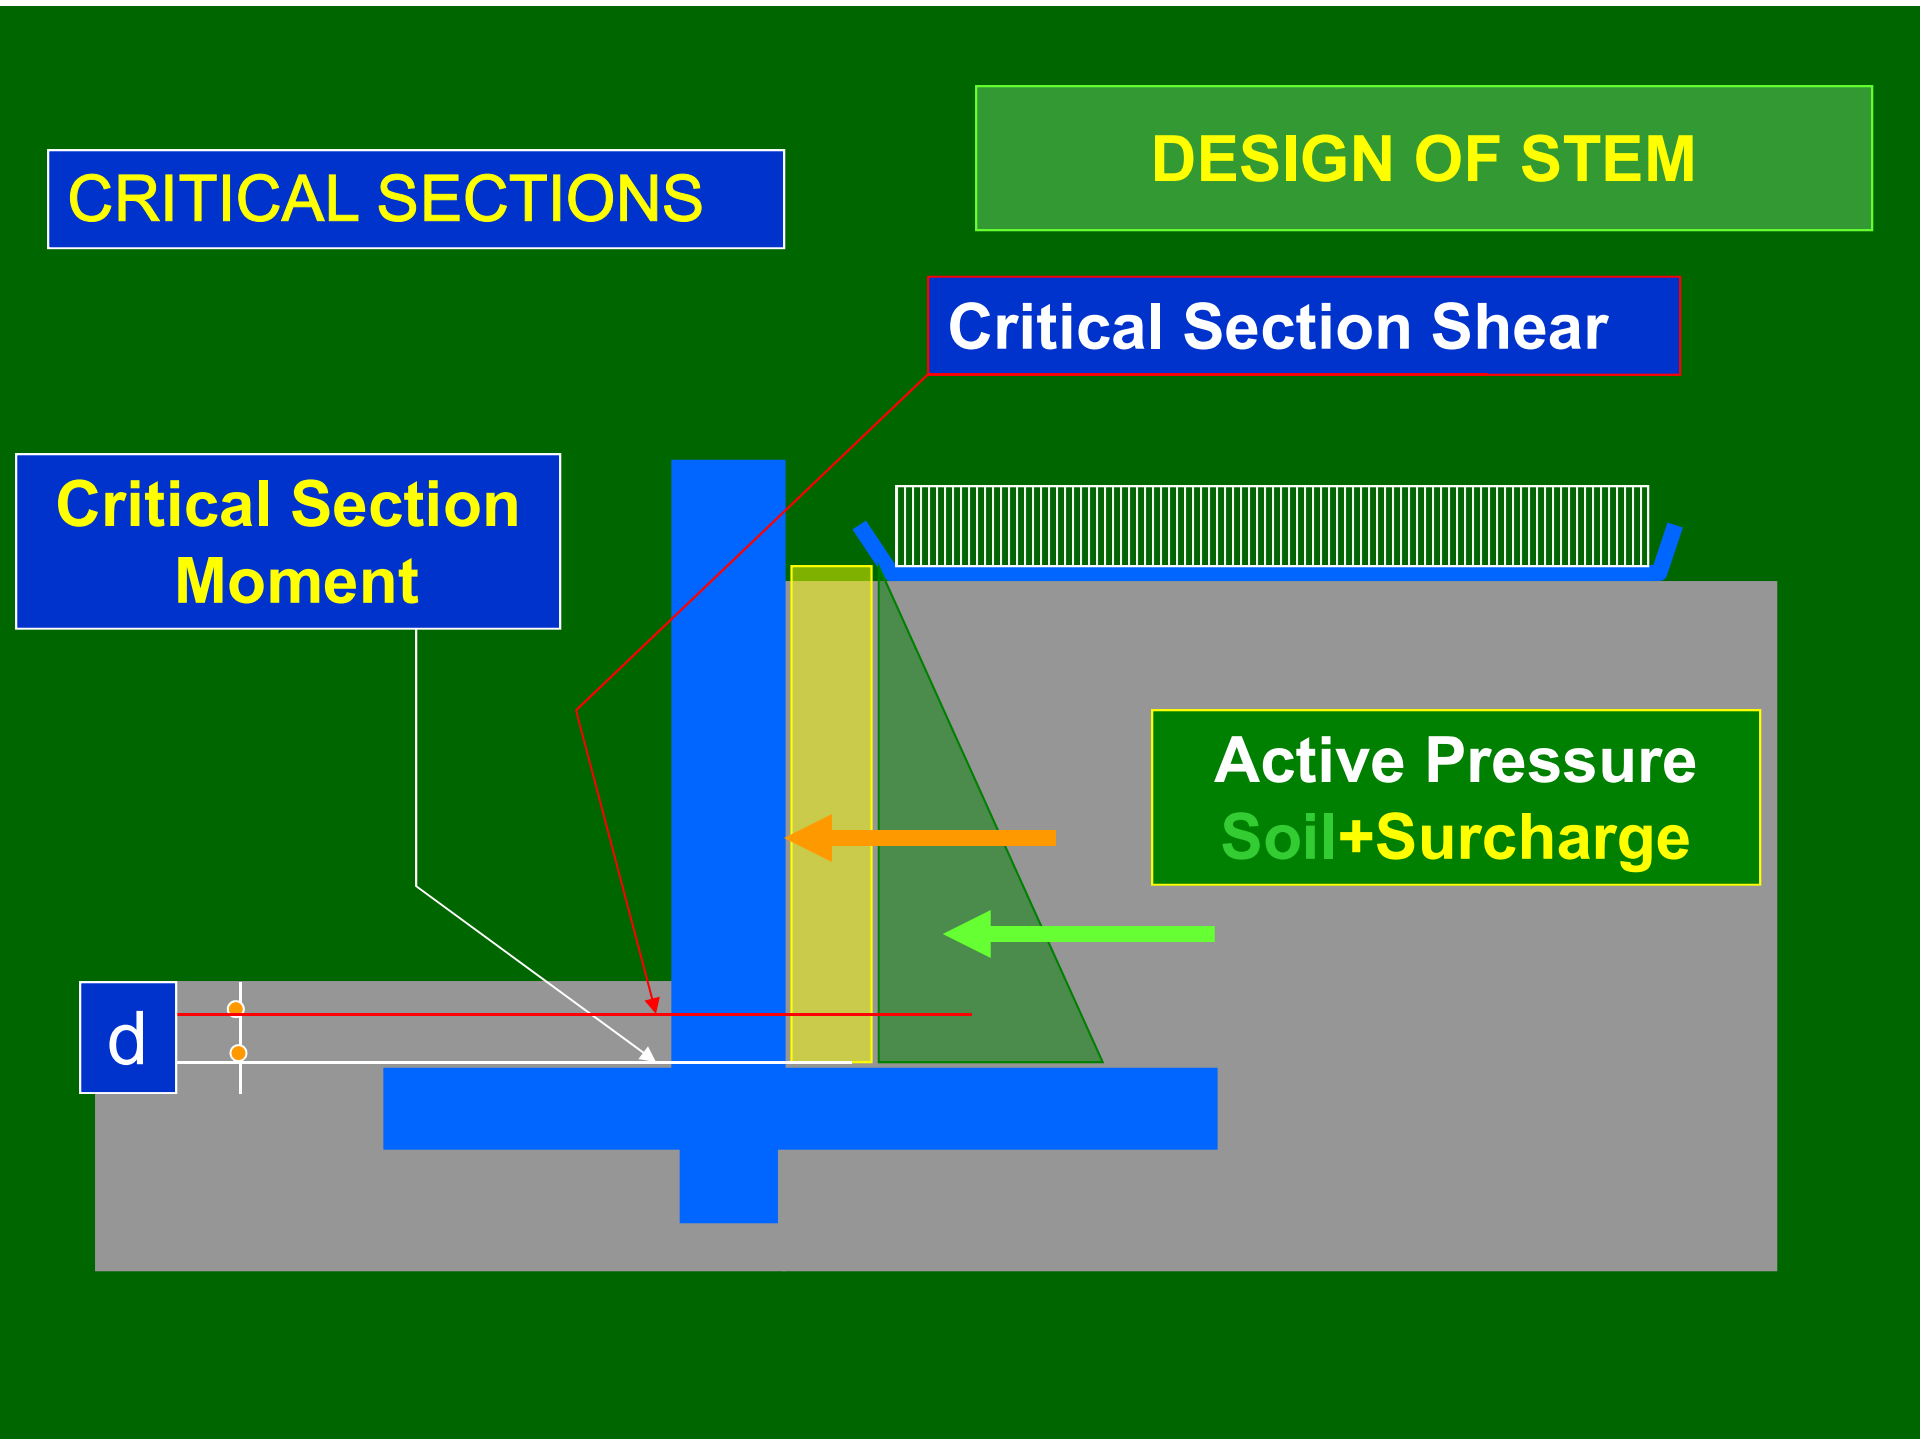 DESIGN OF STEM
CRITICAL SECTIONS
Critical Section Shear
Critical Section
Moment
Active Pressure
Soil+Surcharge
d